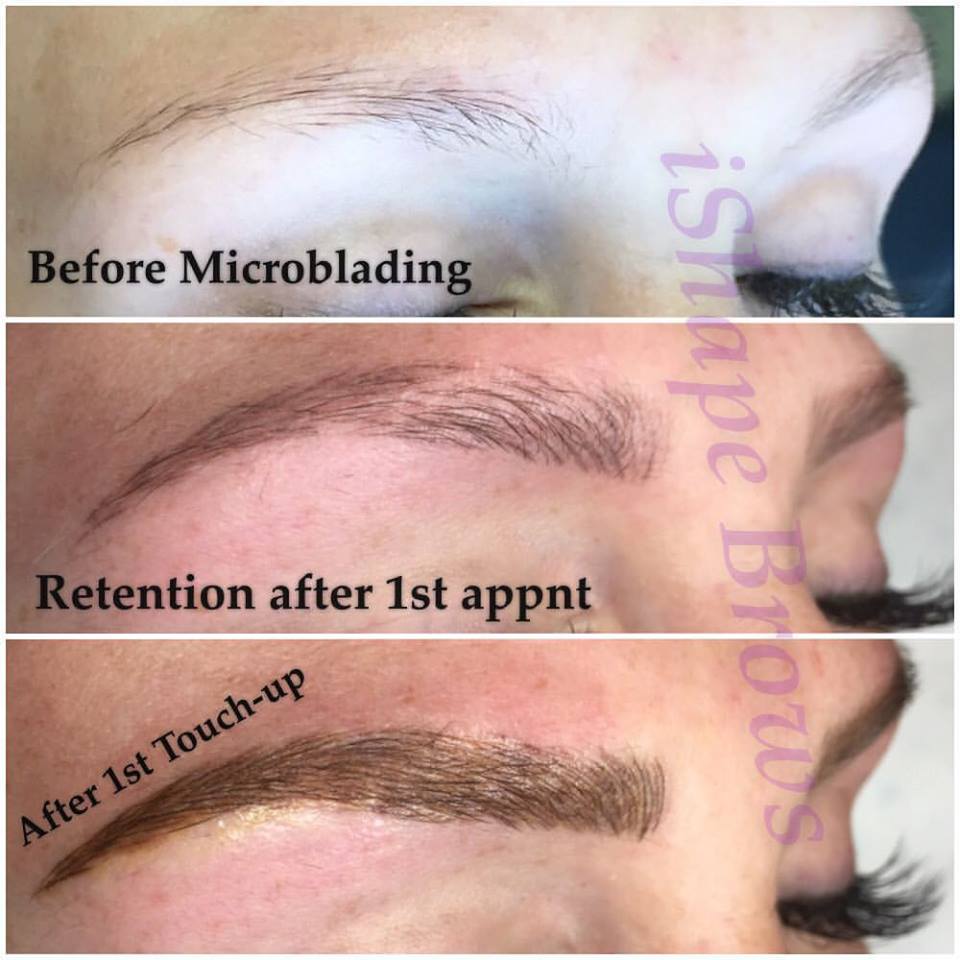 Before Microblading
Retention after 1st appnt
After 1st Touch-up
iShape Brows